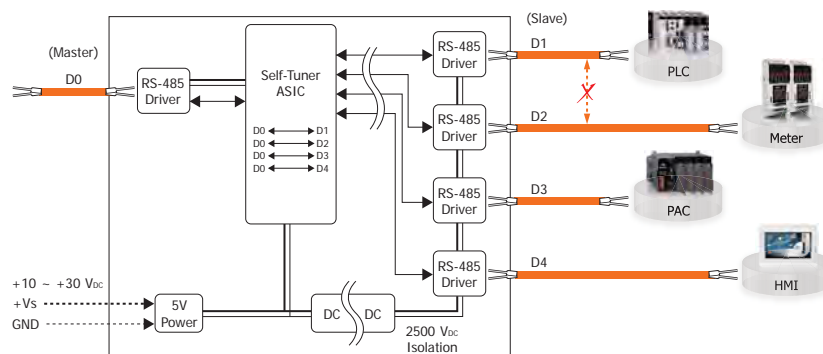 (Master)
D0
RS-485
Driver
Self-Tuner
ASIC
D0 D1
D0 D2
D0 D3
D0 D4
RS-485
Driver
RS-485
Driver
RS-485
Driver
RS-485
Driver
(Slave)
D1
PLC
D2
Meter
D3
PAC
D4
HMI
+10 ~ +30 VDC
+Vs
GND
5V
Power
DC DC
2500 VDC
Isolation